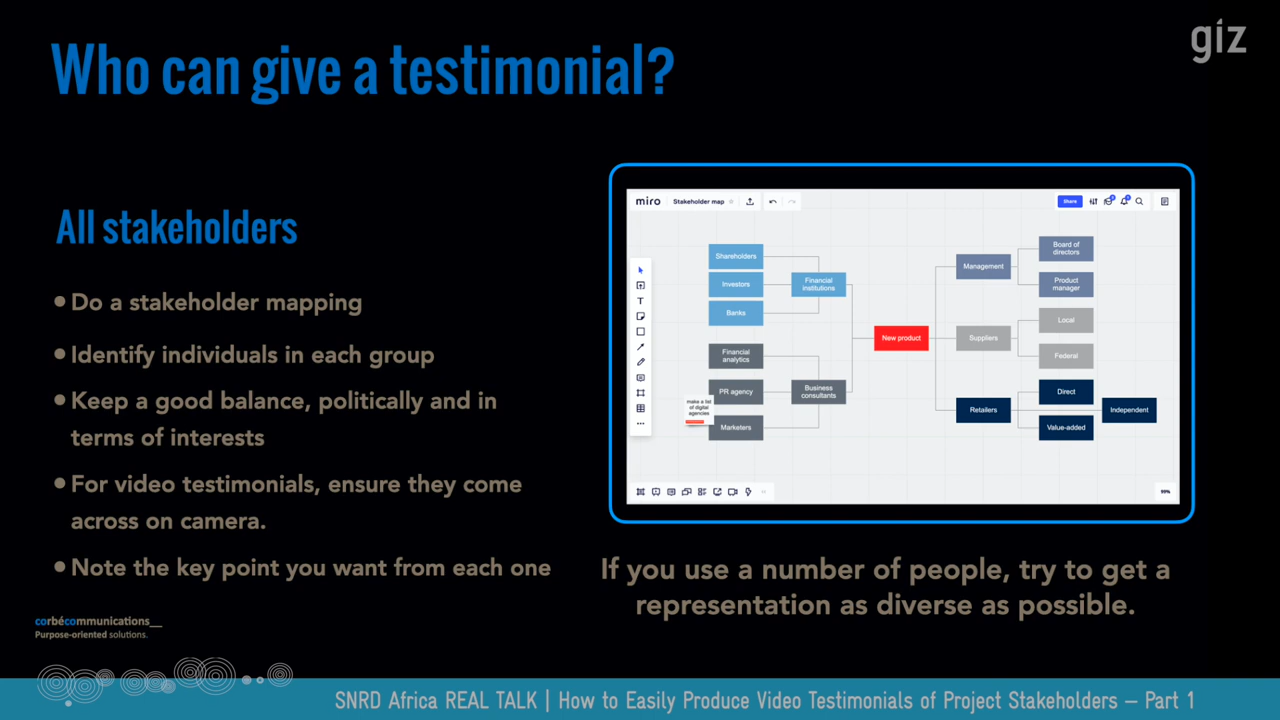 giz
Who can give a testimonial?
All stakeholders
• Do a stakeholder mapping
• Identify individuals in each group
• Keep a good balance, politically and in
terms of interests
• For video testimonials, ensure they come
across on camera.
• Note the key point you want from each one
miro
Stakeholder map
Share
Shareholders
Investors
Banks
Financial
institutions
Financial
analytics
PR agency
Marketers
Business
consultants
make a list
of digital
agencies
New product
Management
Board of
directors
Product
manager
Suppliers
Local
Federal
Retailers
Direct
Independent
Value-added
If you use a number of people, try to get a
representation as diverse as possible.
corbécommunications__
Purpose-oriented solutions.
SNRD Africa REAL TALK | How to Easily Produce Video Testimonials of Project Stakeholders – Part 1